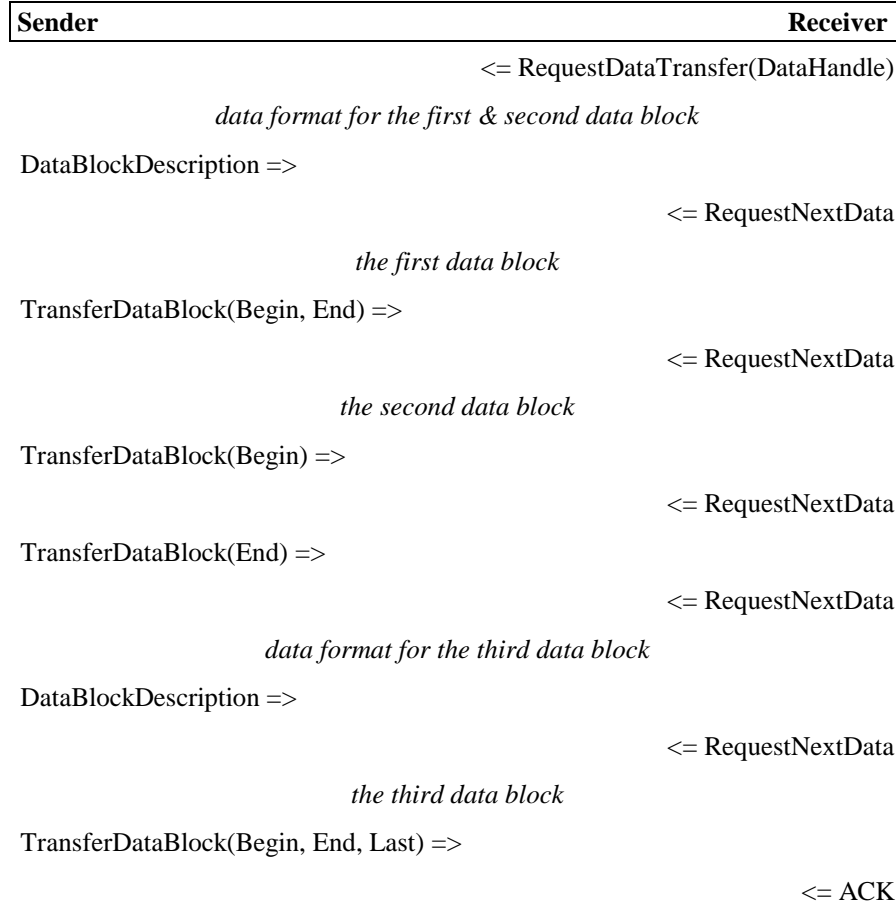 Sender Receiver
<= RequestDataTransfer(DataHandle)
data format for the first & second data block
DataBlockDescription =>
<= RequestNextData
the first data block
TransferDataBlock(Begin, End) =>
<= RequestNextData
the second data block
TransferDataBlock(Begin) =>
<= RequestNextData
TransferDataBlock(End) =>
<= RequestNextData
data format for the third data block
DataBlockDescription =>
<= RequestNextData
the third data block
TransferDataBlock(Begin, End, Last) =>
<= ACK